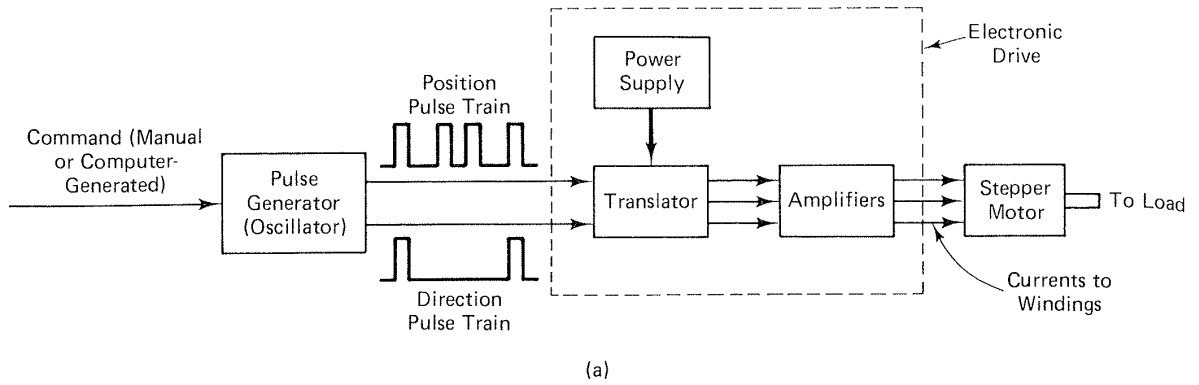 Command (Manual
or Computer-
Generated)
Pulse
Generator
(Oscillator)
Position
Pulse Train
Direction
Pulse Train
Power
Supply
Translator
Amplifiers
Electronic
Drive
Stepper
Motor
To Load
Currents to
Windings
(a)